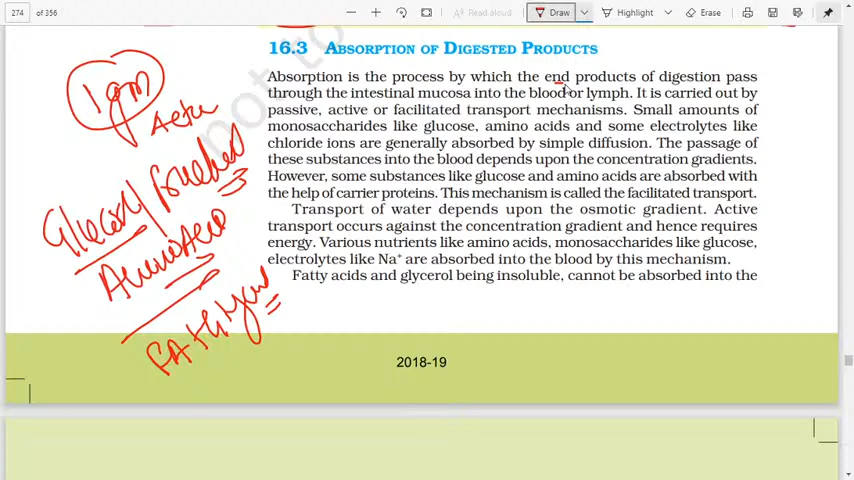 274 of 356
Read aloud
Draw
Highlight
Erase
16.3 ABSORPTION OF DIGESTED PRODUCTS
Absorption is the process by which the end products of digestion pass
through the intestinal mucosa into the blood or lymph. It is carried out by
passive, active or facilitated transport mechanisms. Small amounts of
monosaccharides like glucose, amino acids and some electrolytes like
chloride ions are generally absorbed by simple diffusion. The passage of
these substances into the blood depends upon the concentration gradients.
However, some substances like glucose and amino acids are absorbed with
the help of carrier proteins. This mechanism is called the facilitated transport.
Transport of water depends upon the osmotic gradient. Active
transport occurs against the concentration gradient and hence requires
energy. Various nutrients like amino acids, monosaccharides like glucose,
electrolytes like Na⁺ are absorbed into the blood by this mechanism.
Fatty acids and glycerol being insoluble, cannot be absorbed into the
not to
Amino Acid
2018-19